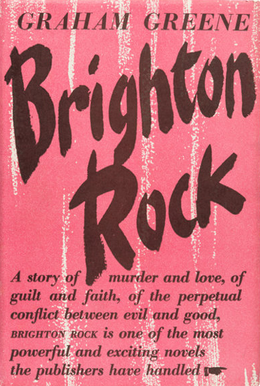 GRAHAM GREENE
Brighton
Rock
A story of murder and love, of
guilt and faith, of the perpetual
conflict between evil and good,
BRIGHTON ROCK is one of the most
powerful and exciting novels
the publishers have handled